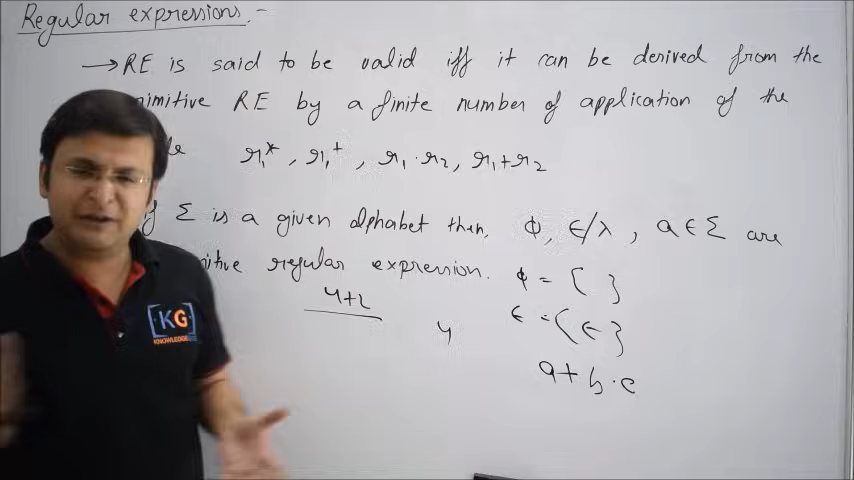 Regular expressions.-
→ RE is said to be valid iff it can be derived from the
RE by a finite number of application of the
r₁*, r₁⁺, r₁·r₂, r₁+r₂
Σ is a given alphabet then, ϕ, ϵ/λ, a∈Σ are
regular expression. ϕ = { }
4+2
ϵ = {ϵ}
4
a+b·c
KG
KNOWLEDGE